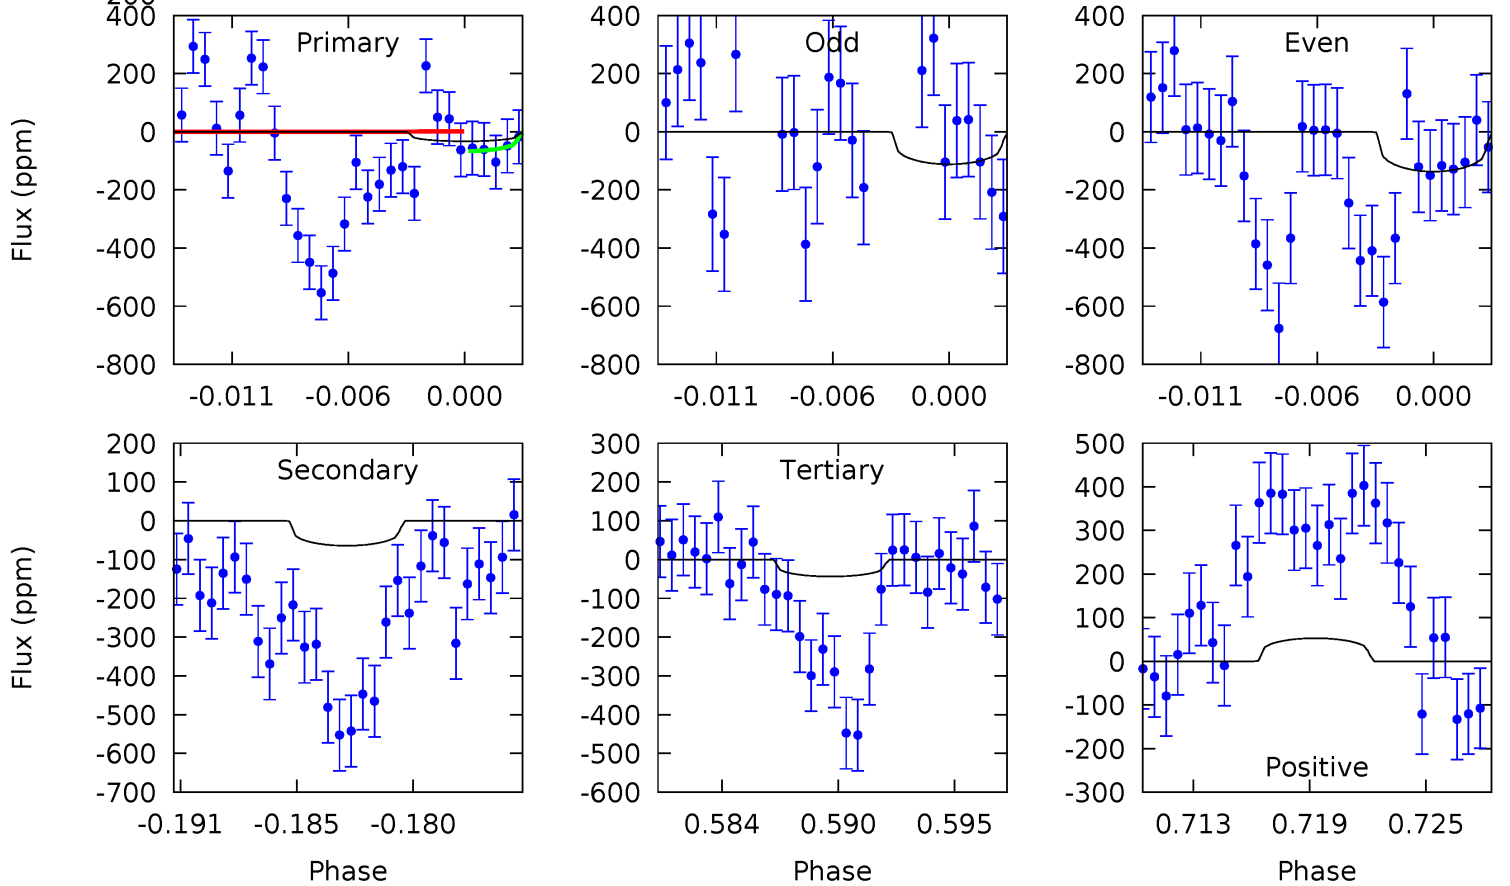 200
400 Primary
200
0
-200
-400
-600
-800
-0.011 -0.006 0.000
400 Odd
200
0
-200
-400
-600
-800
-0.011 -0.006 0.000
400 Even
200
0
-200
-400
-600
-800
-0.011 -0.006 0.000
Flux (ppm)
200 Secondary
100
0
-100
-200
-300
-400
-500
-600
-700
-0.191 -0.185 -0.180
Phase
300 Tertiary
200
100
0
-100
-200
-300
-400
-500
-600
0.584 0.590 0.595
Phase
500
400
300
200
100
0
-100
-200
-300 Positive
0.713 0.719 0.725
Phase
Flux (ppm)